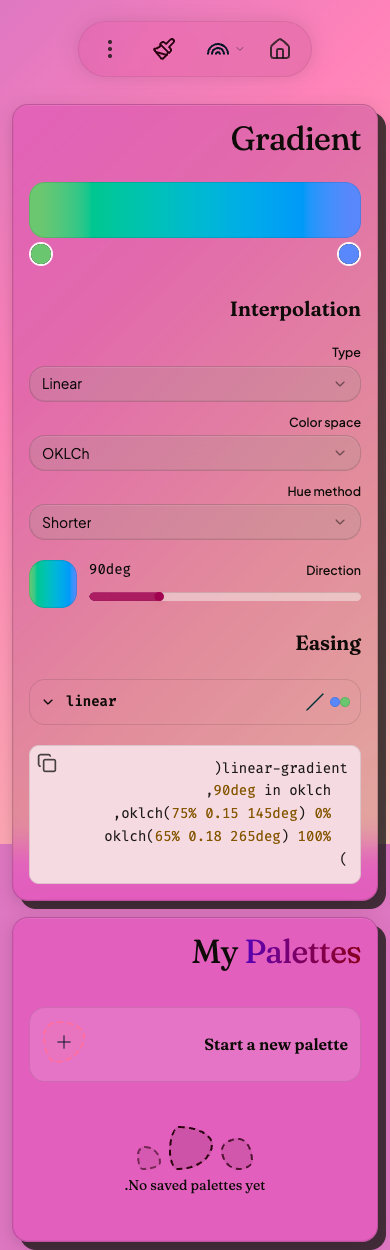 Gradient
Interpolation
Type
Linear
Color space
OKLCh
Hue method
Shorter
90deg
Direction
Easing
linear
)linear-gradient
,90deg in oklch
,oklch(75% 0.15 145deg) 0%
oklch(65% 0.18 265deg) 100%
(
My Palettes
Start a new palette
.No saved palettes yet